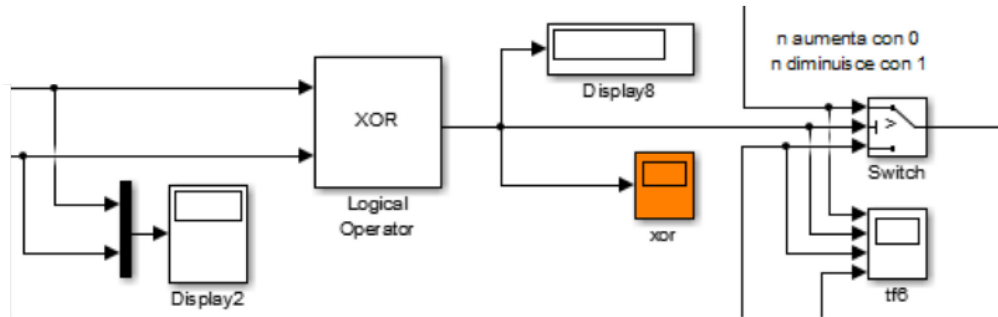 n aumenta con 0
n diminuisce con 1
Display8
XOR
>
Logical
Operator
xor
Switch
Display2
tf6